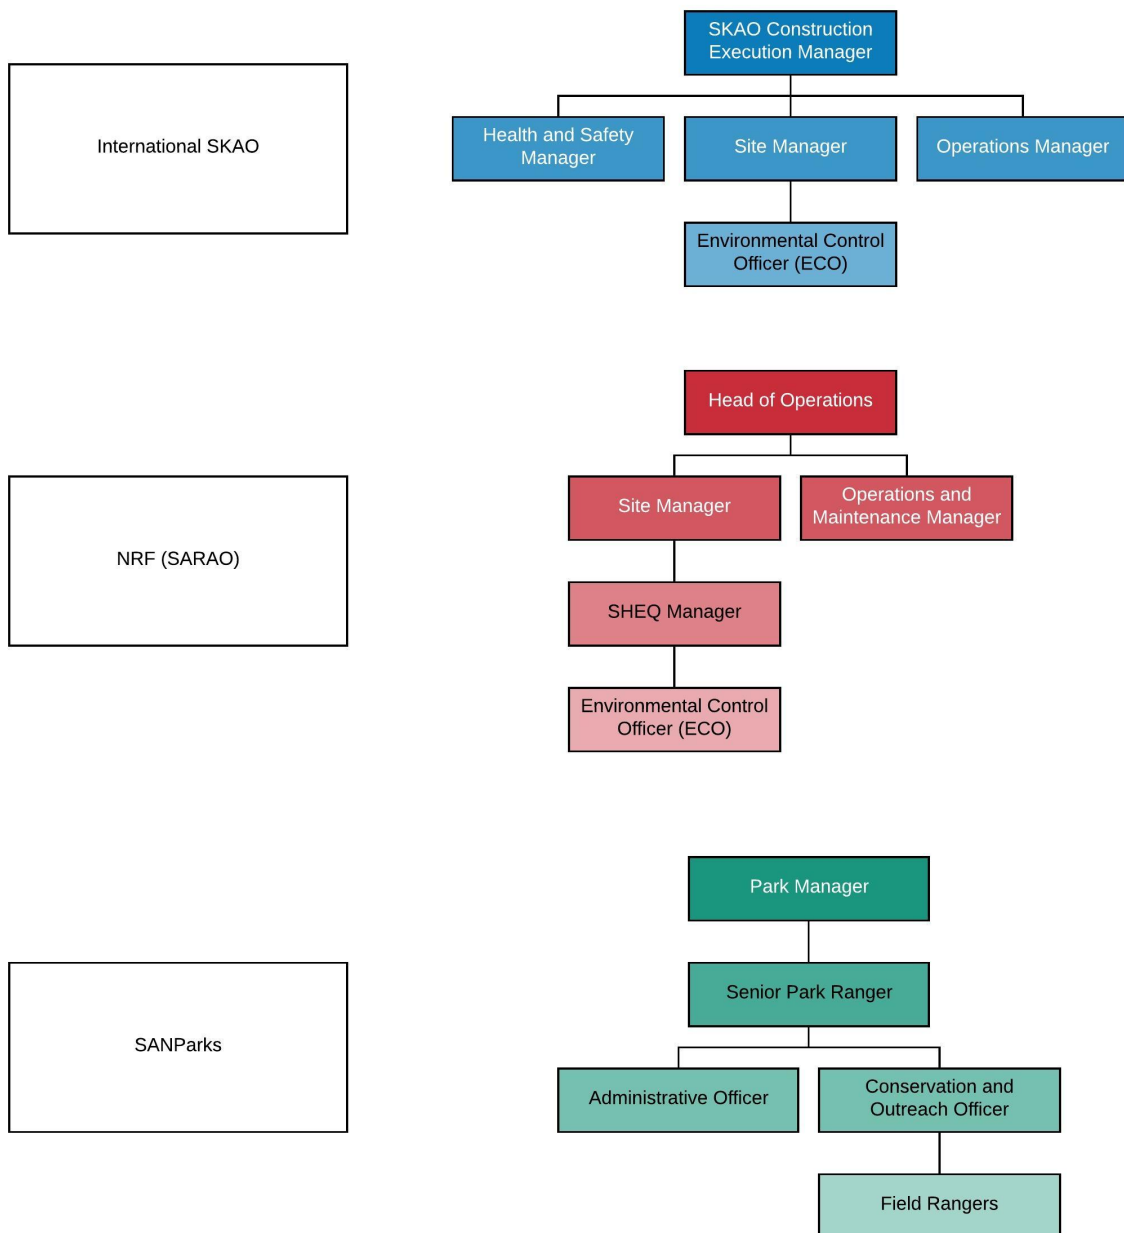 SKAO Construction
Execution Manager
International SKAO
Health and Safety
Manager
Site Manager
Operations Manager
Environmental Control
Officer (ECO)
Head of Operations
NRF (SARAO)
Site Manager
Operations and
Maintenance Manager
SHEQ Manager
Environmental Control
Officer (ECO)
Park Manager
SANParks
Senior Park Ranger
Administrative Officer
Conservation and
Outreach Officer
Field Rangers